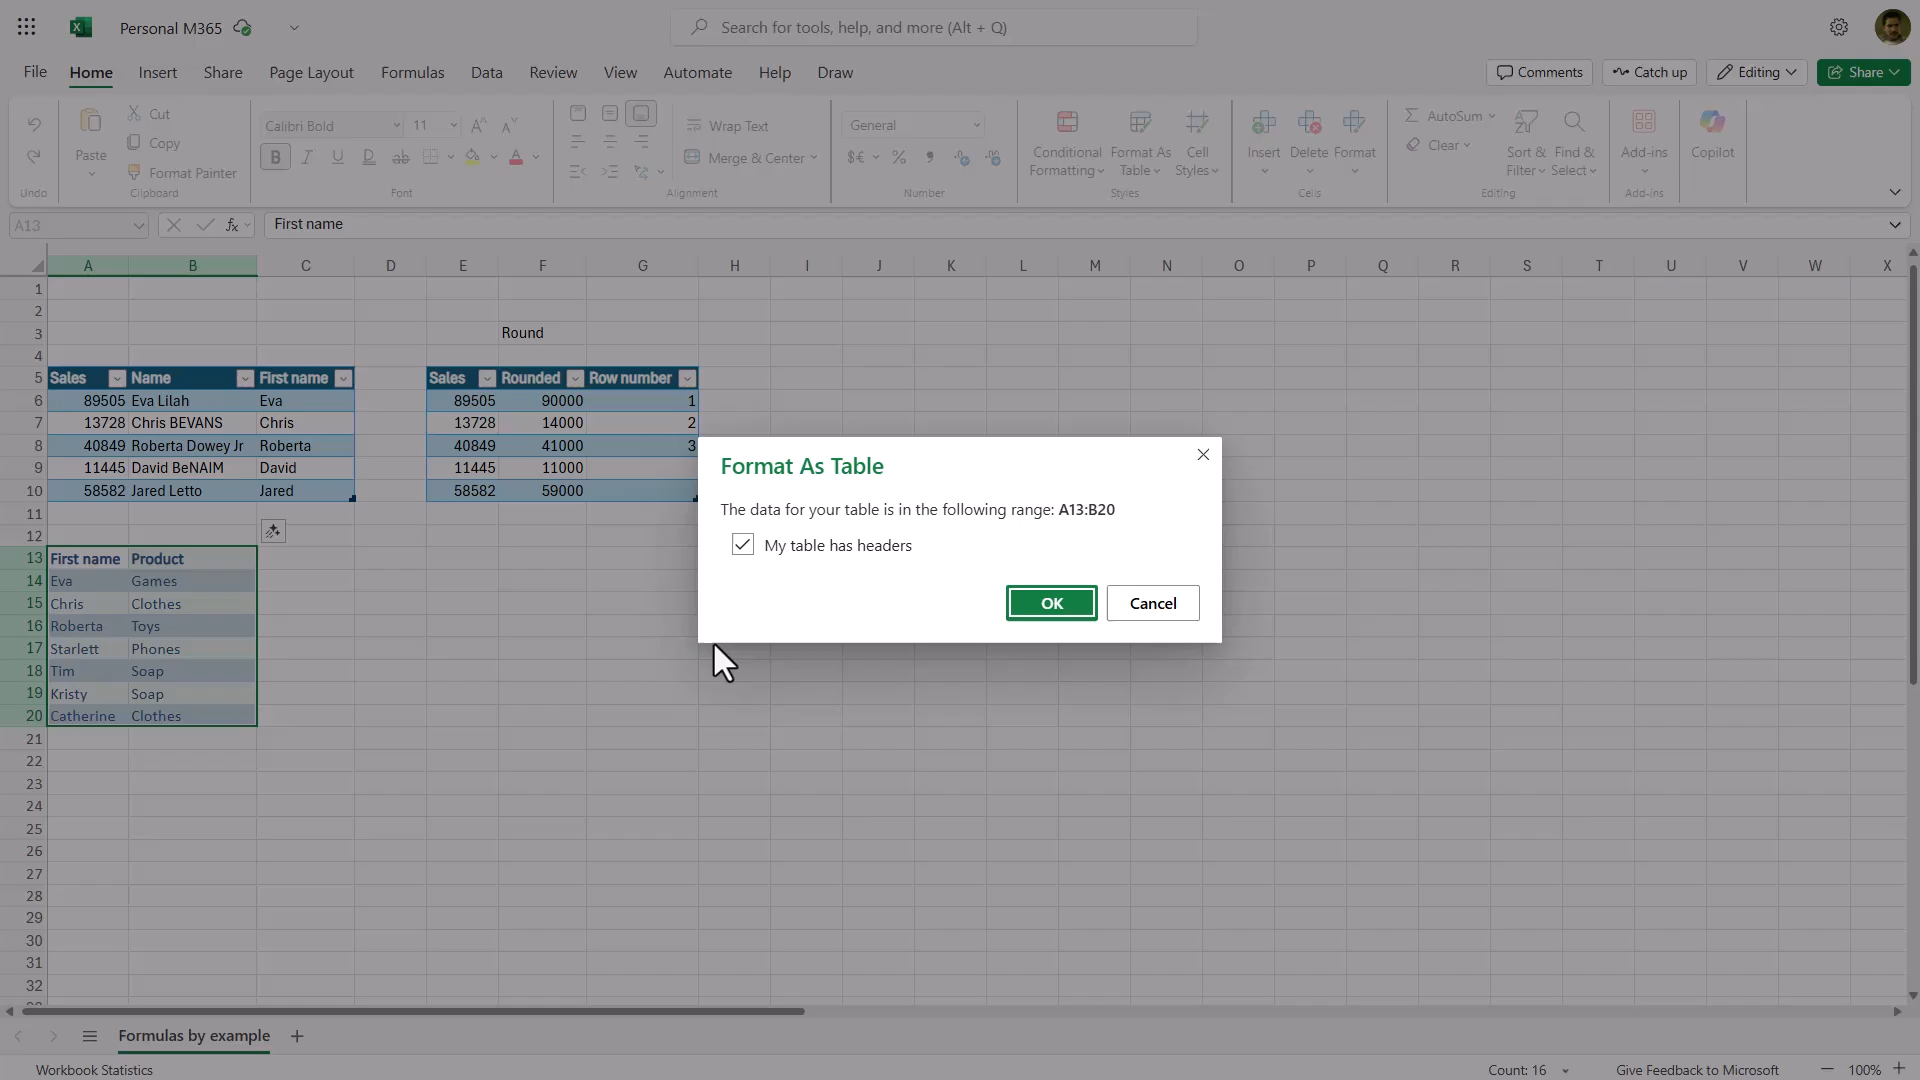 Personal M365
Search for tools, help, and more (Alt + Q)
File Home Insert Share Page Layout Formulas Data Review View Automate Help Draw
Comments Catch up Editing Share
Paste Cut Copy Format Painter
Calibri Bold 11
Wrap Text
Merge & Center
General
Conditional Formatting Format As Table Cell Styles
Insert Delete Format
AutoSum
Clear
Sort & Filter Find & Select
Add-ins
Copilot
Undo Clipboard Font Alignment Number Styles Cells Editing Add-ins
A13 fx First name
A B C D E F G H I J K L M N O P Q R S T U V W X
1
2
3 Round
4
5 Sales Name First name Sales Rounded Row number
6 89505 Eva Lilah Eva 89505 90000 1
7 13728 Chris BEVANS Chris 13728 14000 2
8 40849 Roberta Dowey Jr Roberta 40849 41000 3
9 11445 David BeNAIM David 11445 11000
10 58582 Jared Letto Jared 58582 59000
11
12
13 First name Product
14 Eva Games
15 Chris Clothes
16 Roberta Toys
17 Starlett Phones
18 Tim Soap
19 Kristy Soap
20 Catherine Clothes
21
22
23
24
25
26
27
28
29
30
31
32
Format As Table
The data for your table is in the following range: A13:B20
My table has headers
OK Cancel
Formulas by example
Workbook Statistics Count: 16 Give Feedback to Microsoft 100%